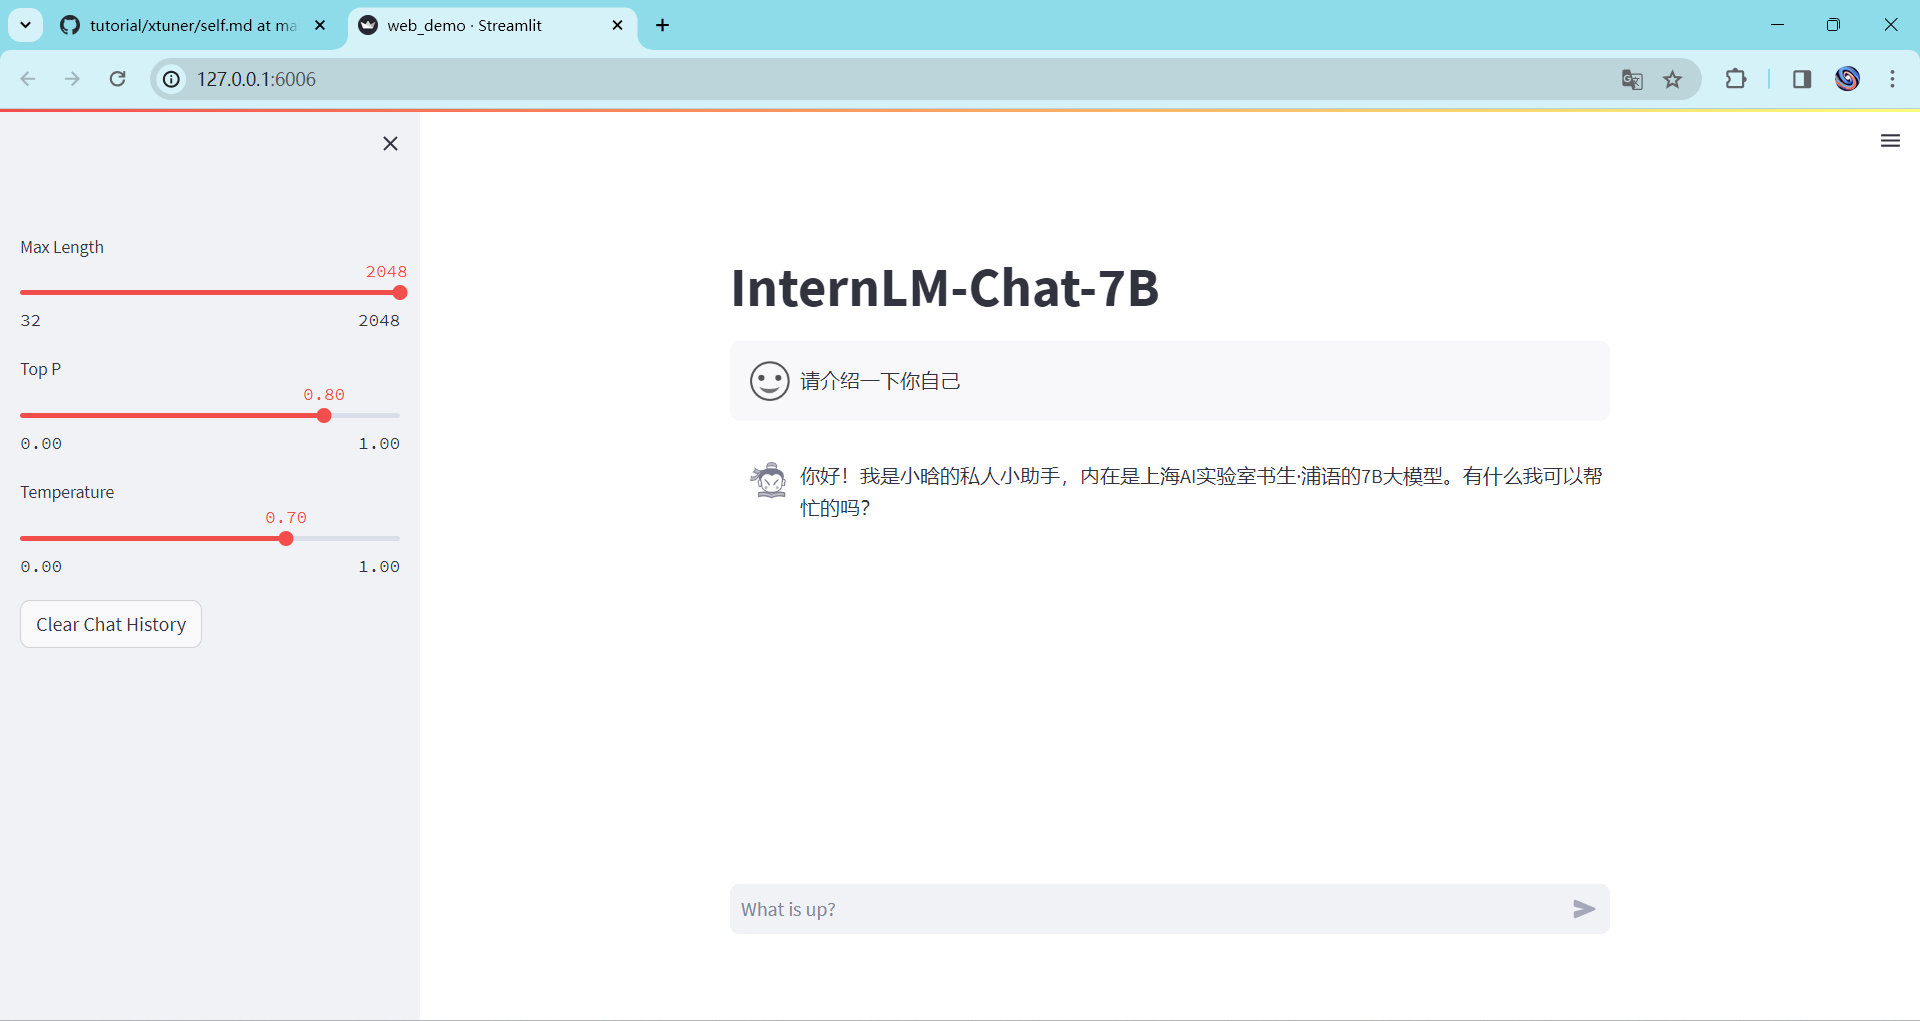 tutorial/xtuner/self.md at ma
web_demo · Streamlit
127.0.0.1:6006
Max Length
2048
32 2048
Top P
0.80
0.00 1.00
Temperature
0.70
0.00 1.00
Clear Chat History
InternLM-Chat-7B
请介绍一下你自己
你好！我是小晗的私人小助手，内在是上海AI实验室书生·浦语的7B大模型。有什么我可以帮
忙的吗？
What is up?